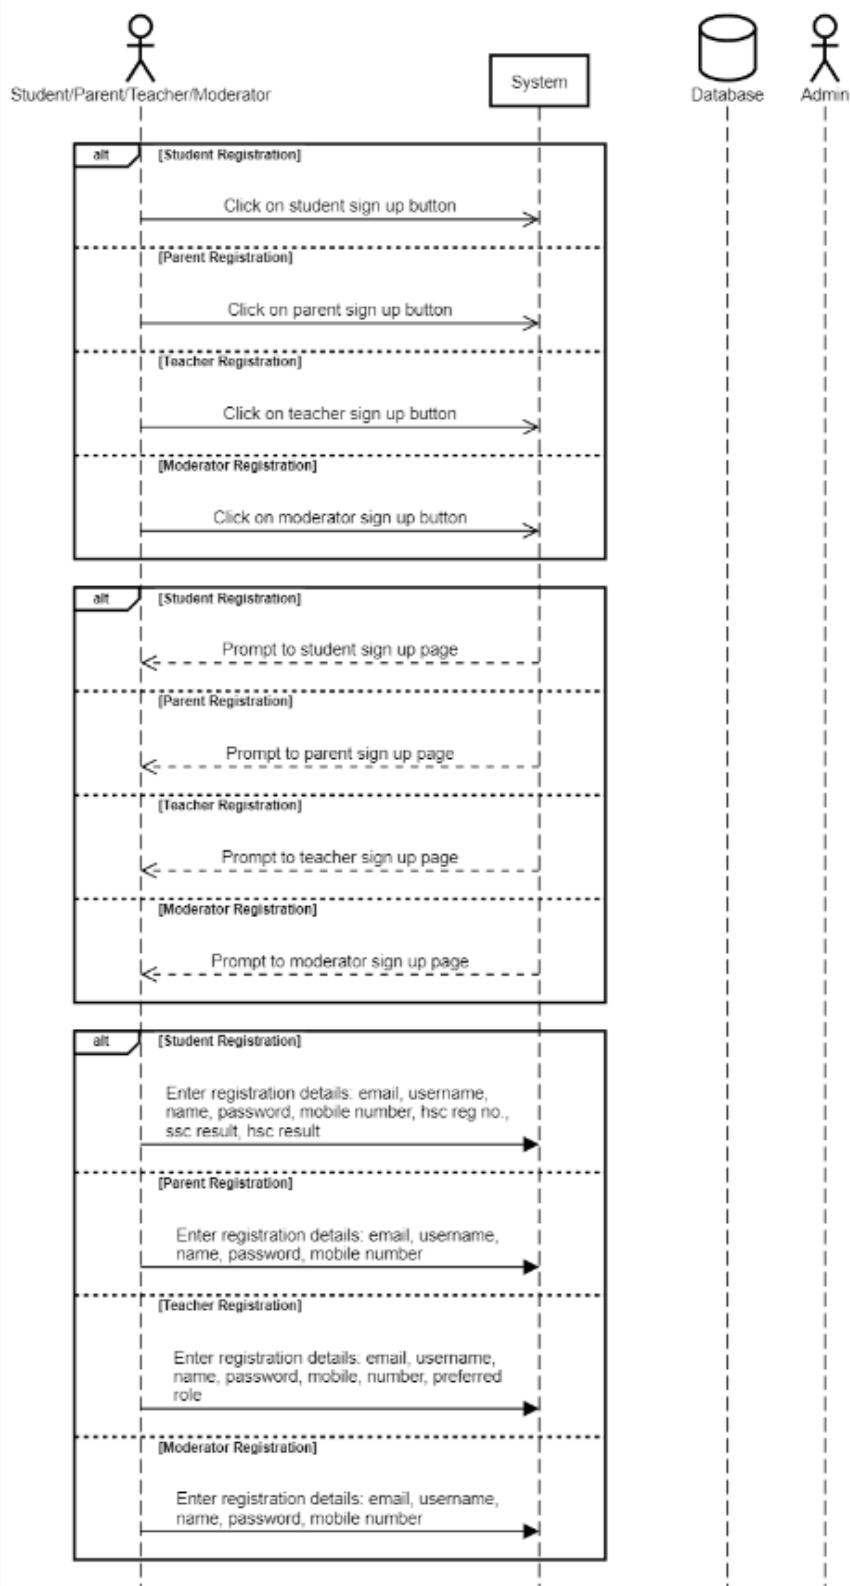 Student/Parent/Teacher/Moderator
System
Database
Admin
alt
[Student Registration]
Click on student sign up button
[Parent Registration]
Click on parent sign up button
[Teacher Registration]
Click on teacher sign up button
[Moderator Registration]
Click on moderator sign up button
alt
[Student Registration]
Prompt to student sign up page
[Parent Registration]
Prompt to parent sign up page
[Teacher Registration]
Prompt to teacher sign up page
[Moderator Registration]
Prompt to moderator sign up page
alt
[Student Registration]
Enter registration details: email, username,
name, password, mobile number, hsc reg no.,
ssc result, hsc result
[Parent Registration]
Enter registration details: email, username,
name, password, mobile number
[Teacher Registration]
Enter registration details: email, username,
name, password, mobile, number, preferred
role
[Moderator Registration]
Enter registration details: email, username,
name, password, mobile number